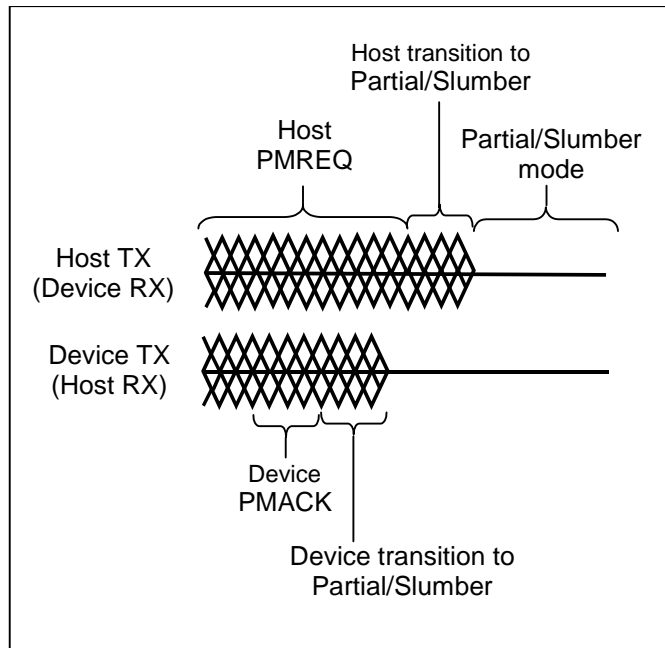 Host transition to
Partial/Slumber
Host
PMREQ
Partial/Slumber
mode
Host TX
(Device RX)
Device TX
(Host RX)
Device
PMACK
Device transition to
Partial/Slumber